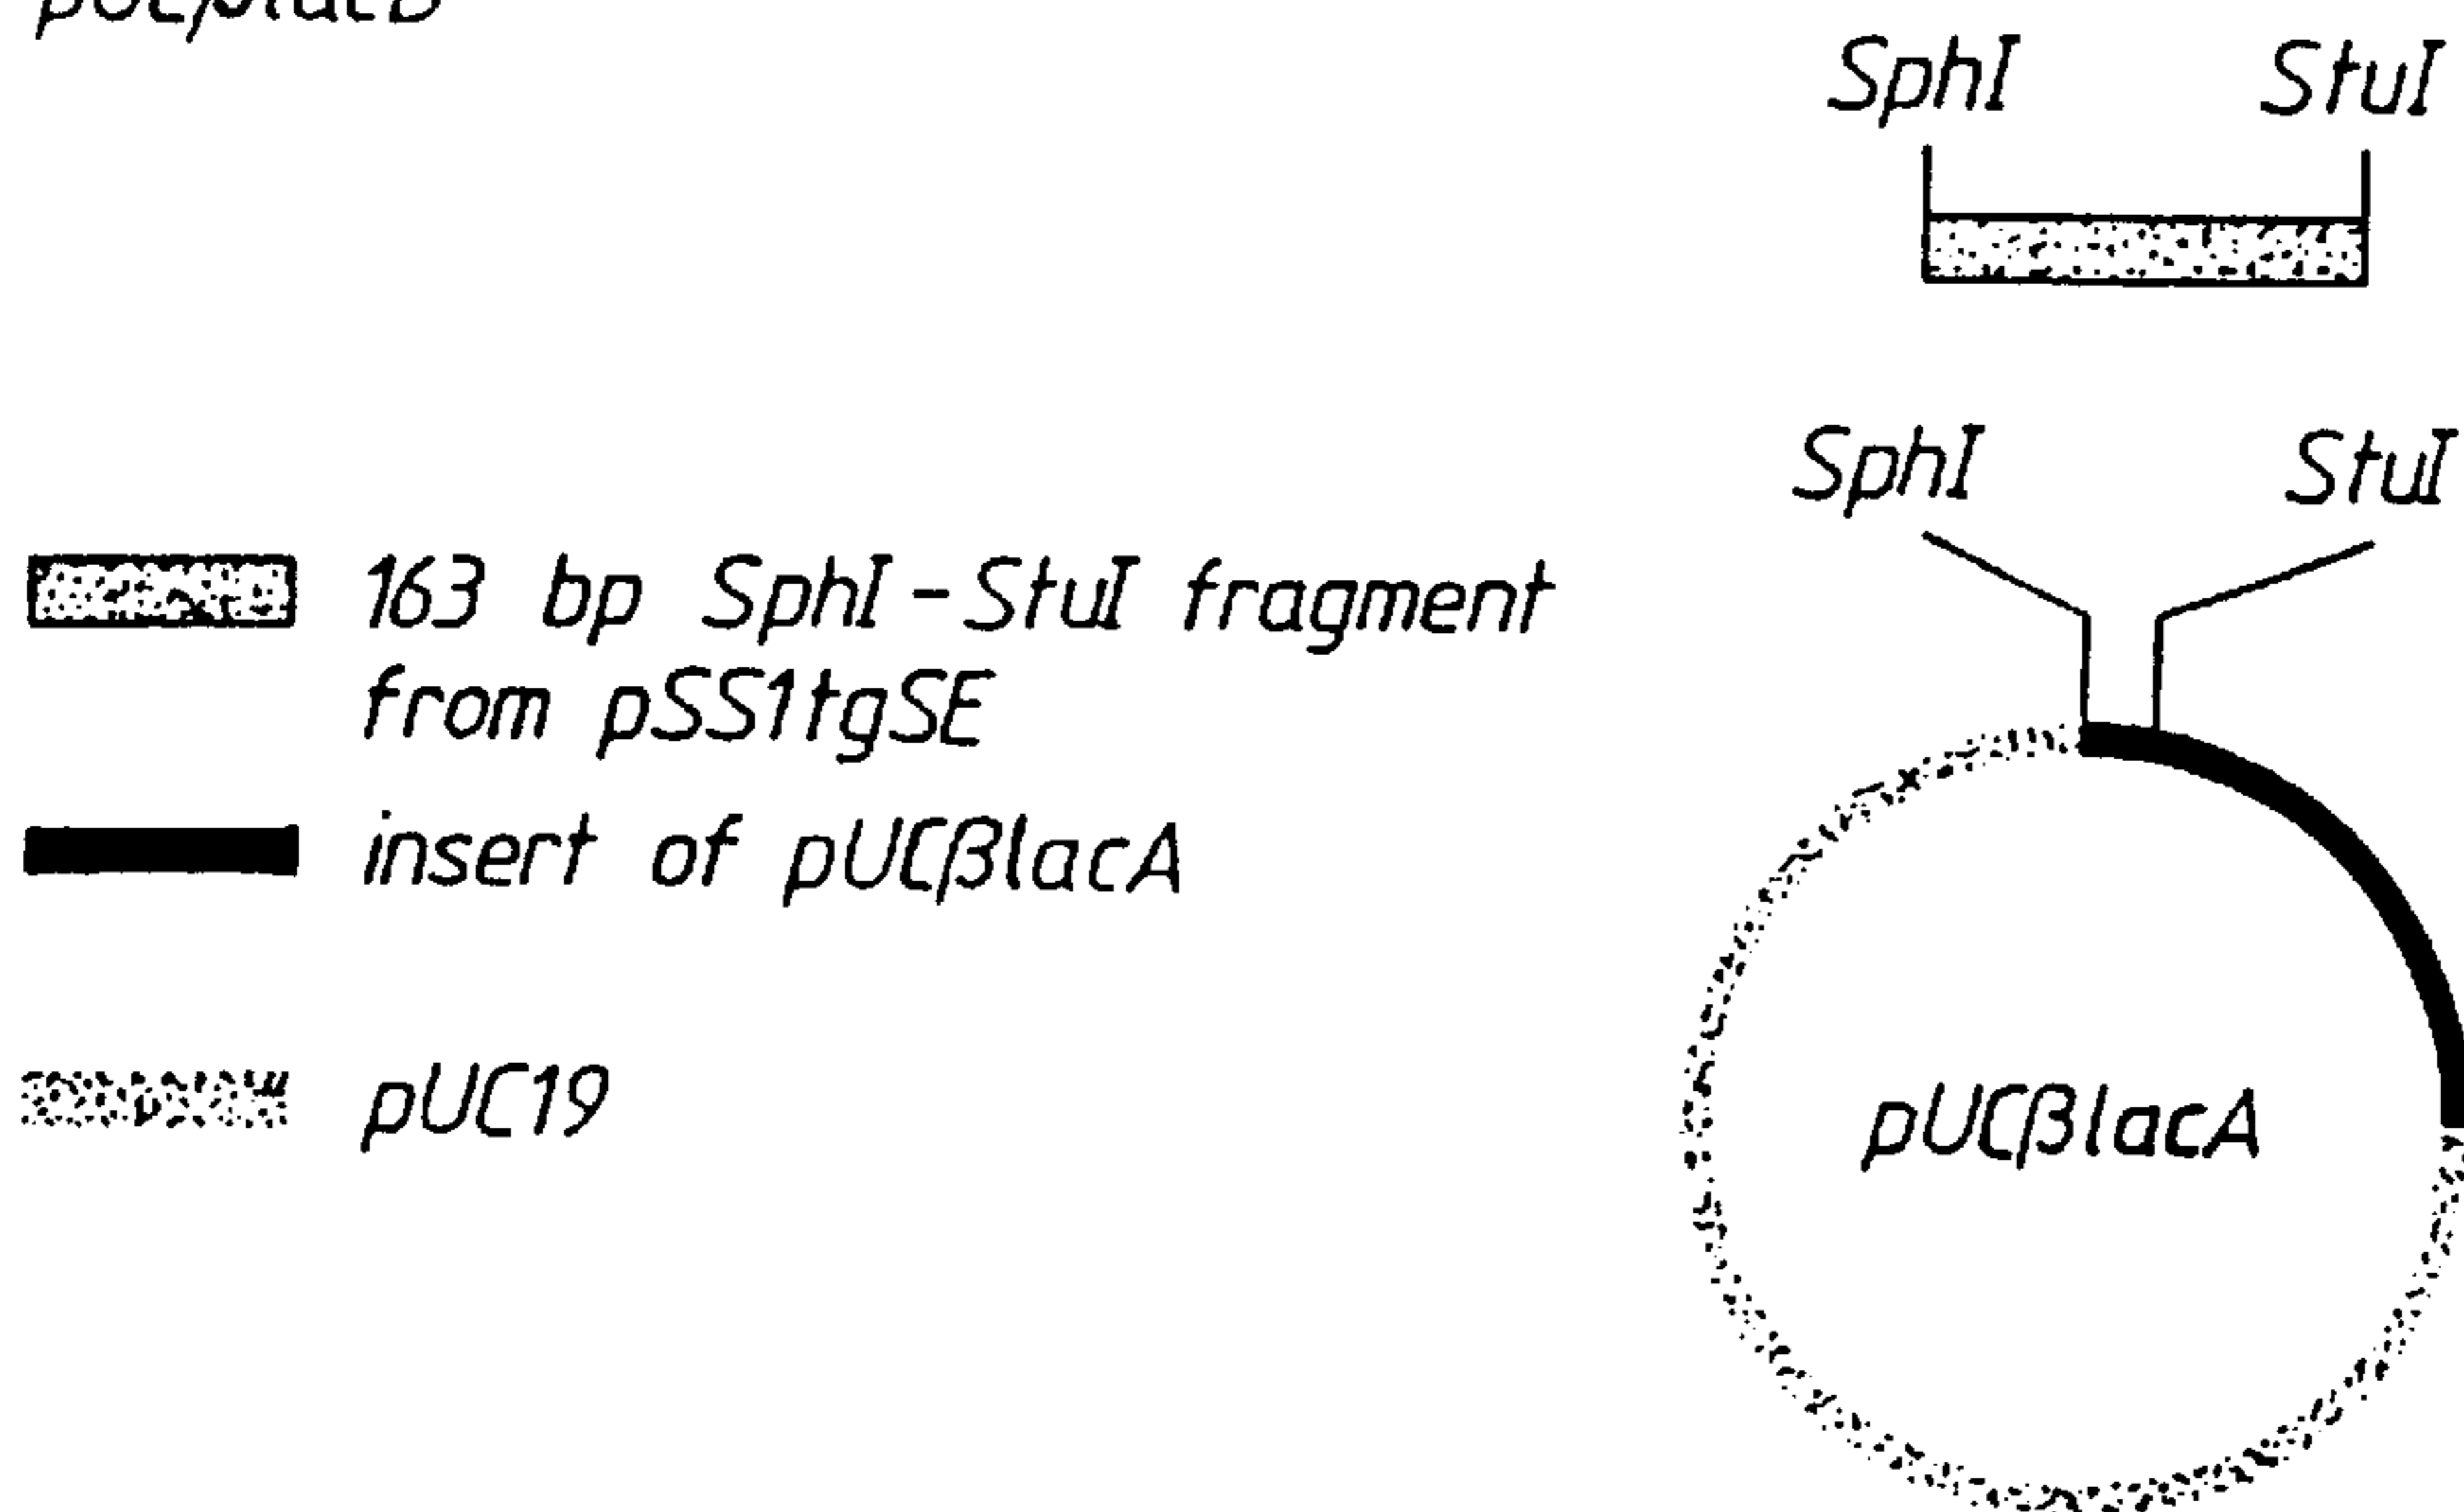 SphI StuI
SphI StuI
163 bp SphI-StuI fragment
from pSS1tgSE
insert of pUCβlacA
pUC19
pUCβlacA